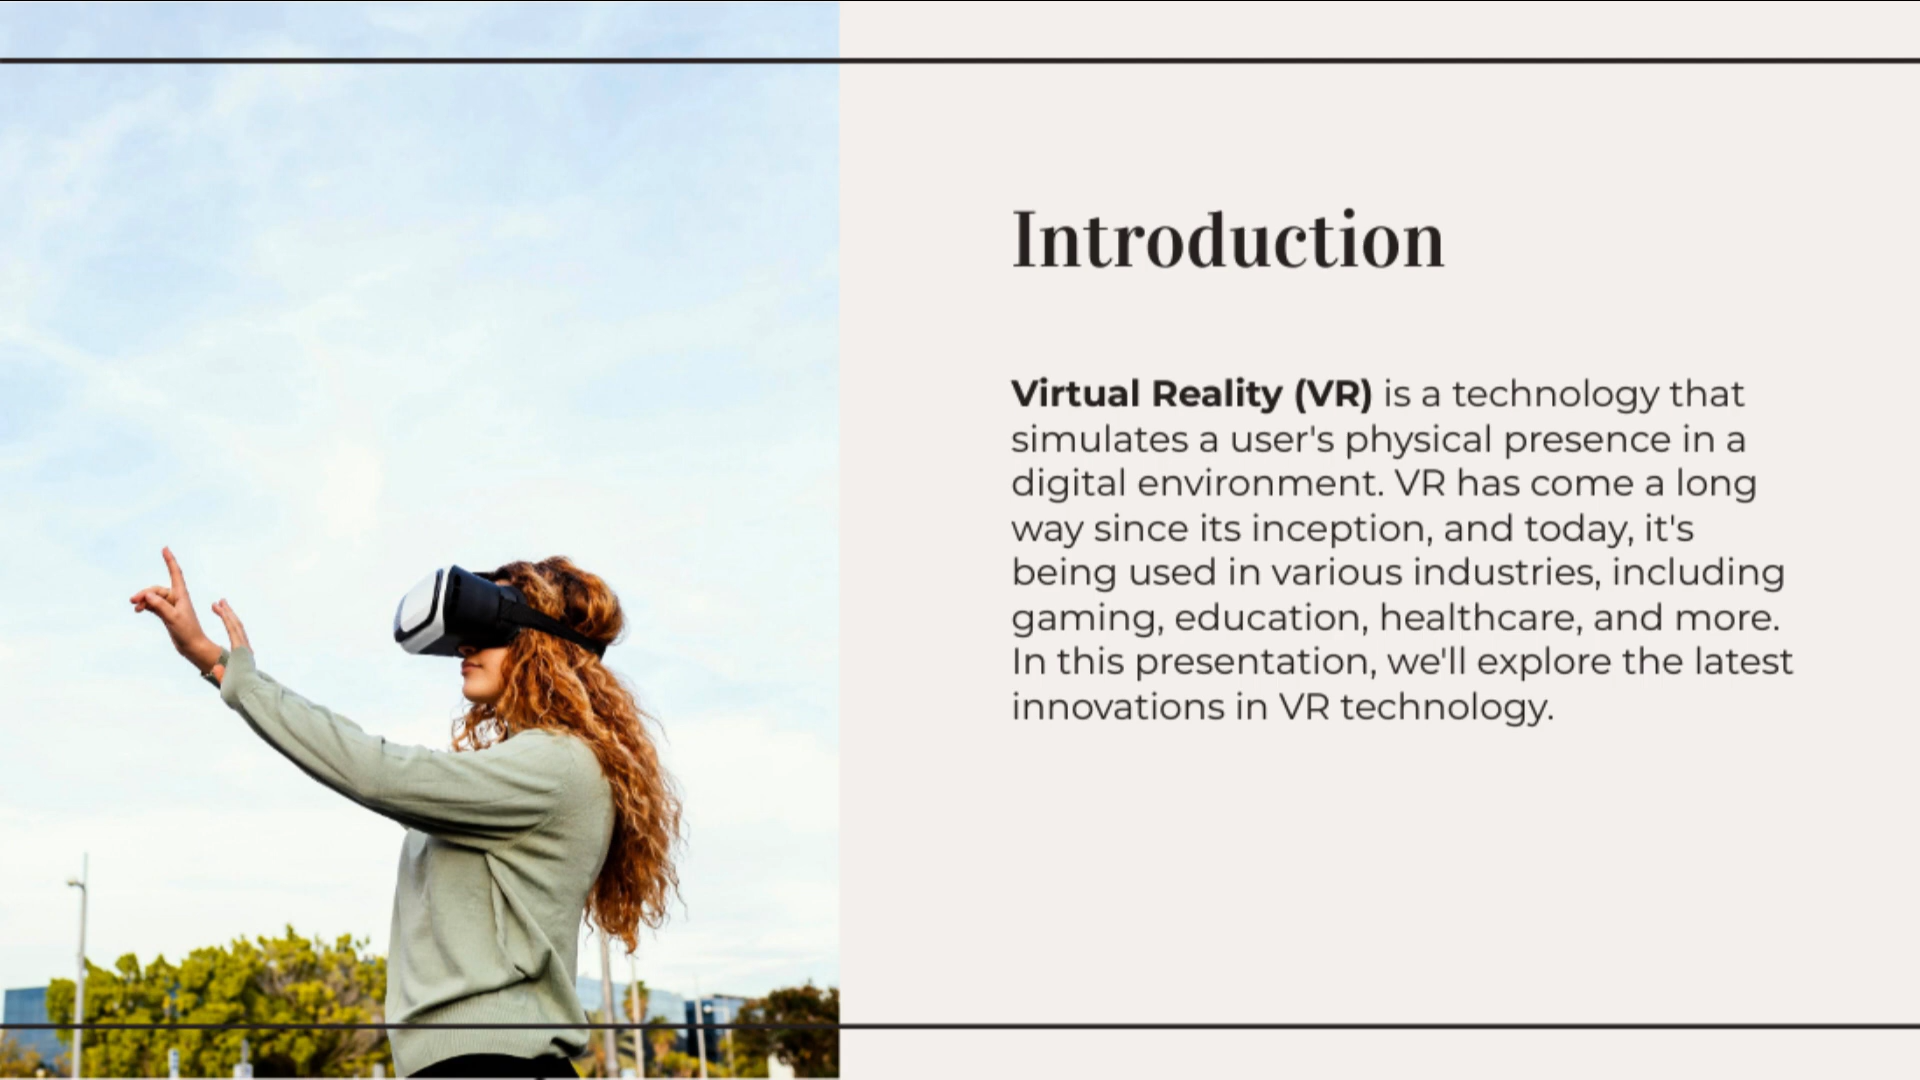 Introduction
Virtual Reality (VR) is a technology that
simulates a user's physical presence in a
digital environment. VR has come a long
way since its inception, and today, it's
being used in various industries, including
gaming, education, healthcare, and more.
In this presentation, we'll explore the latest
innovations in VR technology.